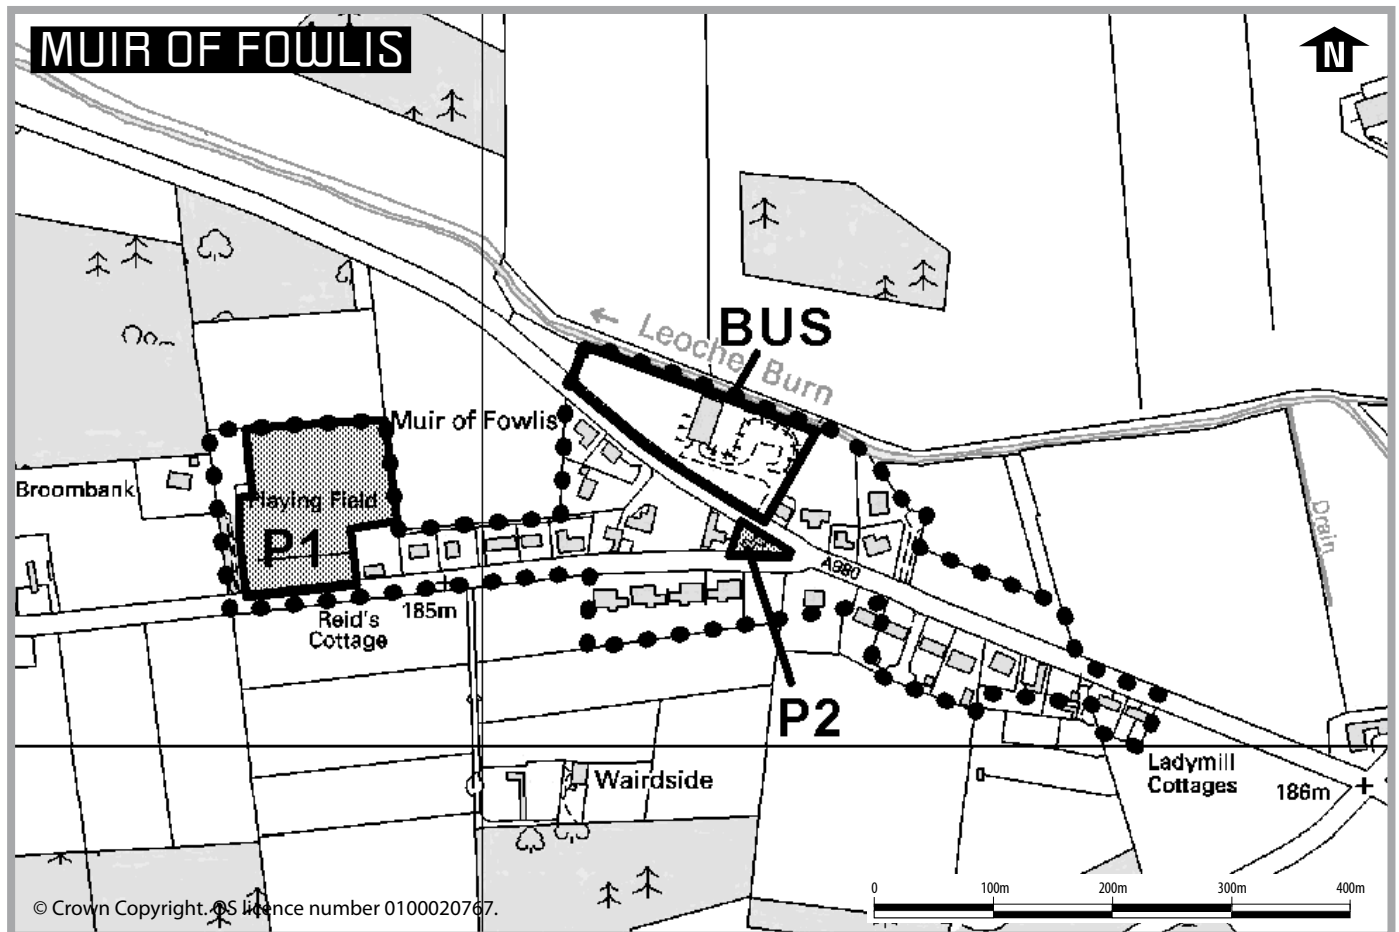 MUIR OF FOWLIS
N
BUS
← Leochel Burn
Muir of Fowlis
Broombank
Playing Field
P1
Drain
A980
Reid's
Cottage
185m
P2
Wairdside
Ladymill
Cottages
186m
0 100m 200m 300m 400m
© Crown Copyright. OS licence number 0100020767.